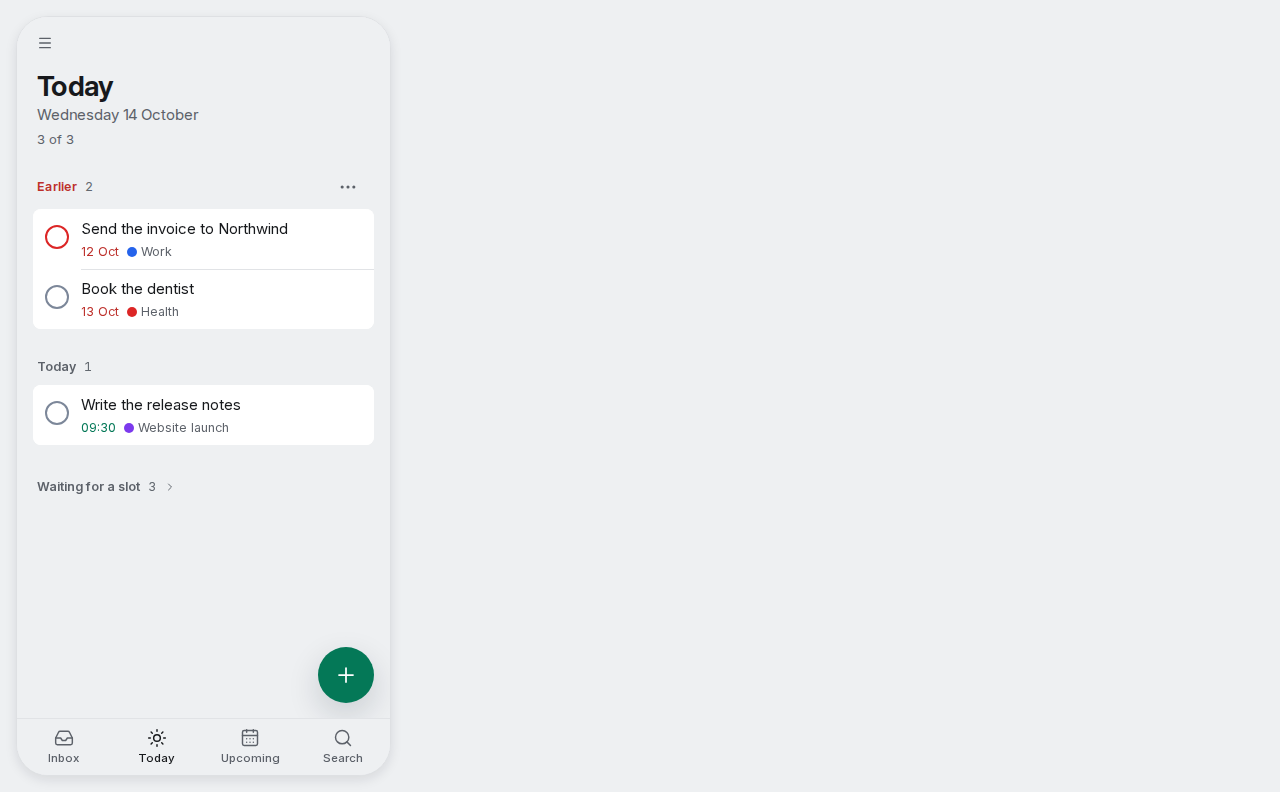 Today
Wednesday 14 October
3 of 3
Earlier 2
Send the invoice to Northwind
12 Oct Work
Book the dentist
13 Oct Health
Today 1
Write the release notes
09:30 Website launch
Waiting for a slot 3
Inbox Today Upcoming Search